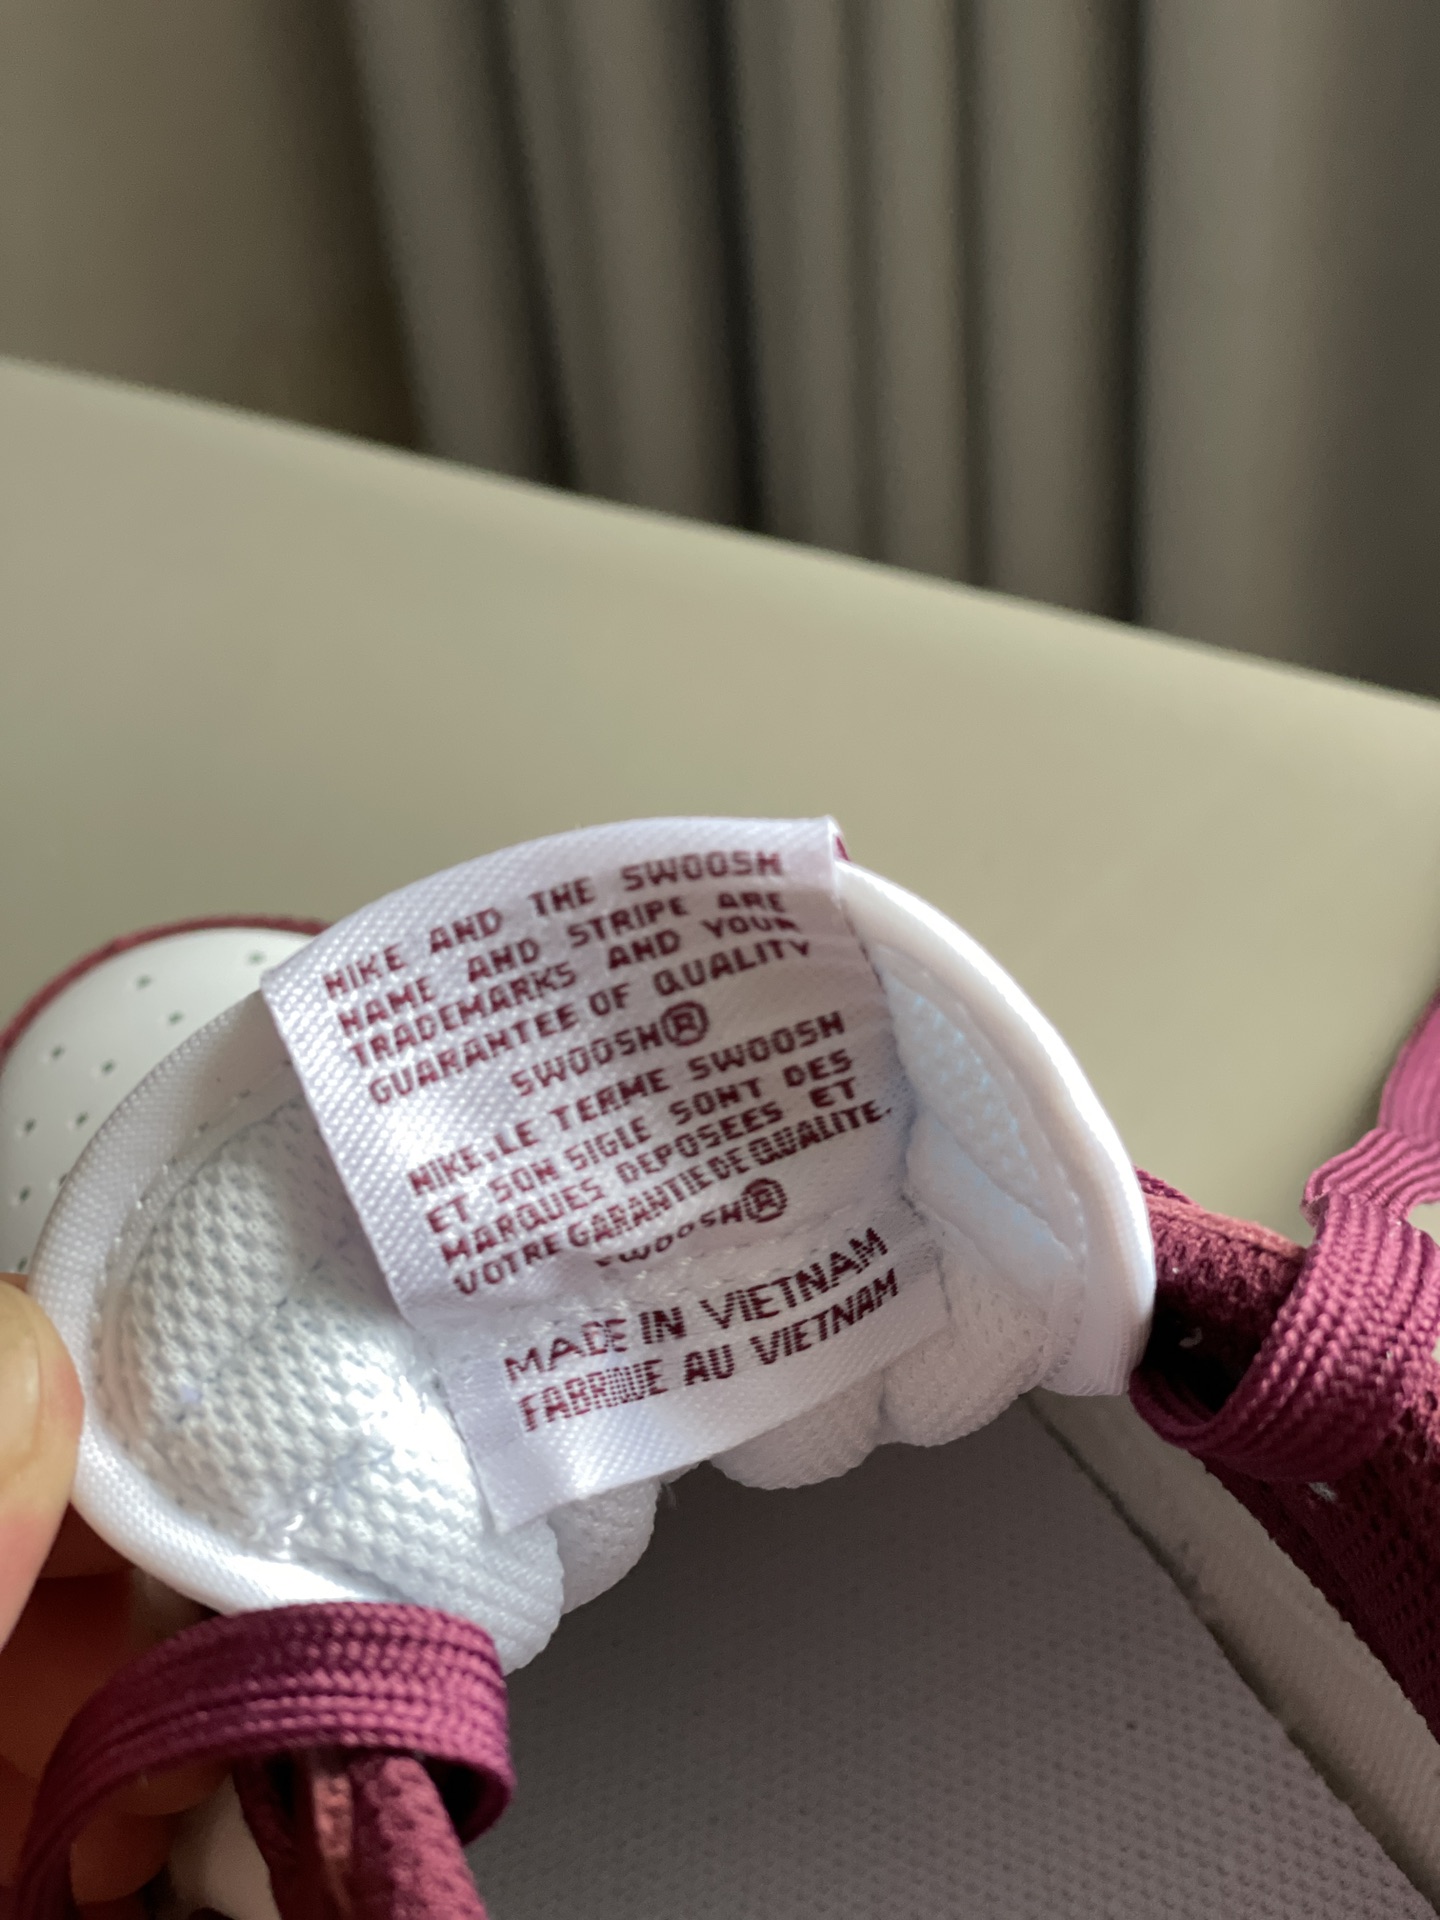 NIKE AND THE SWOOSH
NAME AND STRIPE ARE
TRADEMARKS AND YOUR
GUARANTEE OF QUALITY
SWOOSH®
NIKE,LE TERME SWOOSH
ET SON SIGLE SONT DES
MARQUES DEPOSEES ET
VOTRE GARANTIE DE QUALITE.
SWOOSH®
MADE IN VIETNAM
FABRIQUE AU VIETNAM